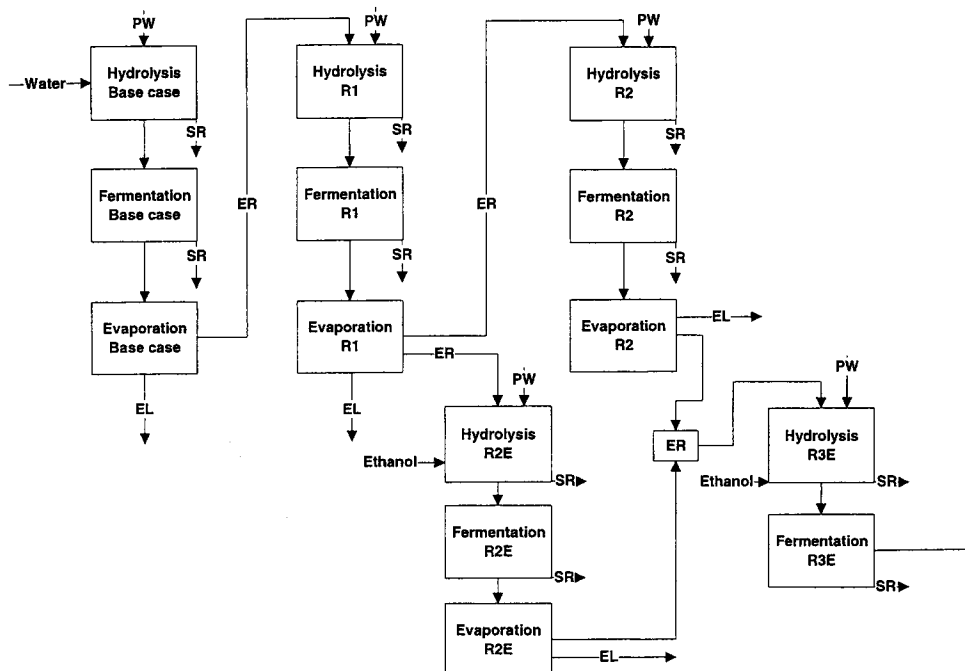 PW
Water
Hydrolysis
Base case
SR
Fermentation
Base case
SR
Evaporation
Base case
EL
ER
PW
Hydrolysis
R1
SR
Fermentation
R1
SR
Evaporation
R1
EL
ER
ER
PW
Hydrolysis
R2
SR
Fermentation
R2
SR
Evaporation
R2
EL
PW
Ethanol
Hydrolysis
R2E
SR
Fermentation
R2E
SR
Evaporation
R2E
EL
ER
PW
Ethanol
Hydrolysis
R3E
SR
Fermentation
R3E
SR